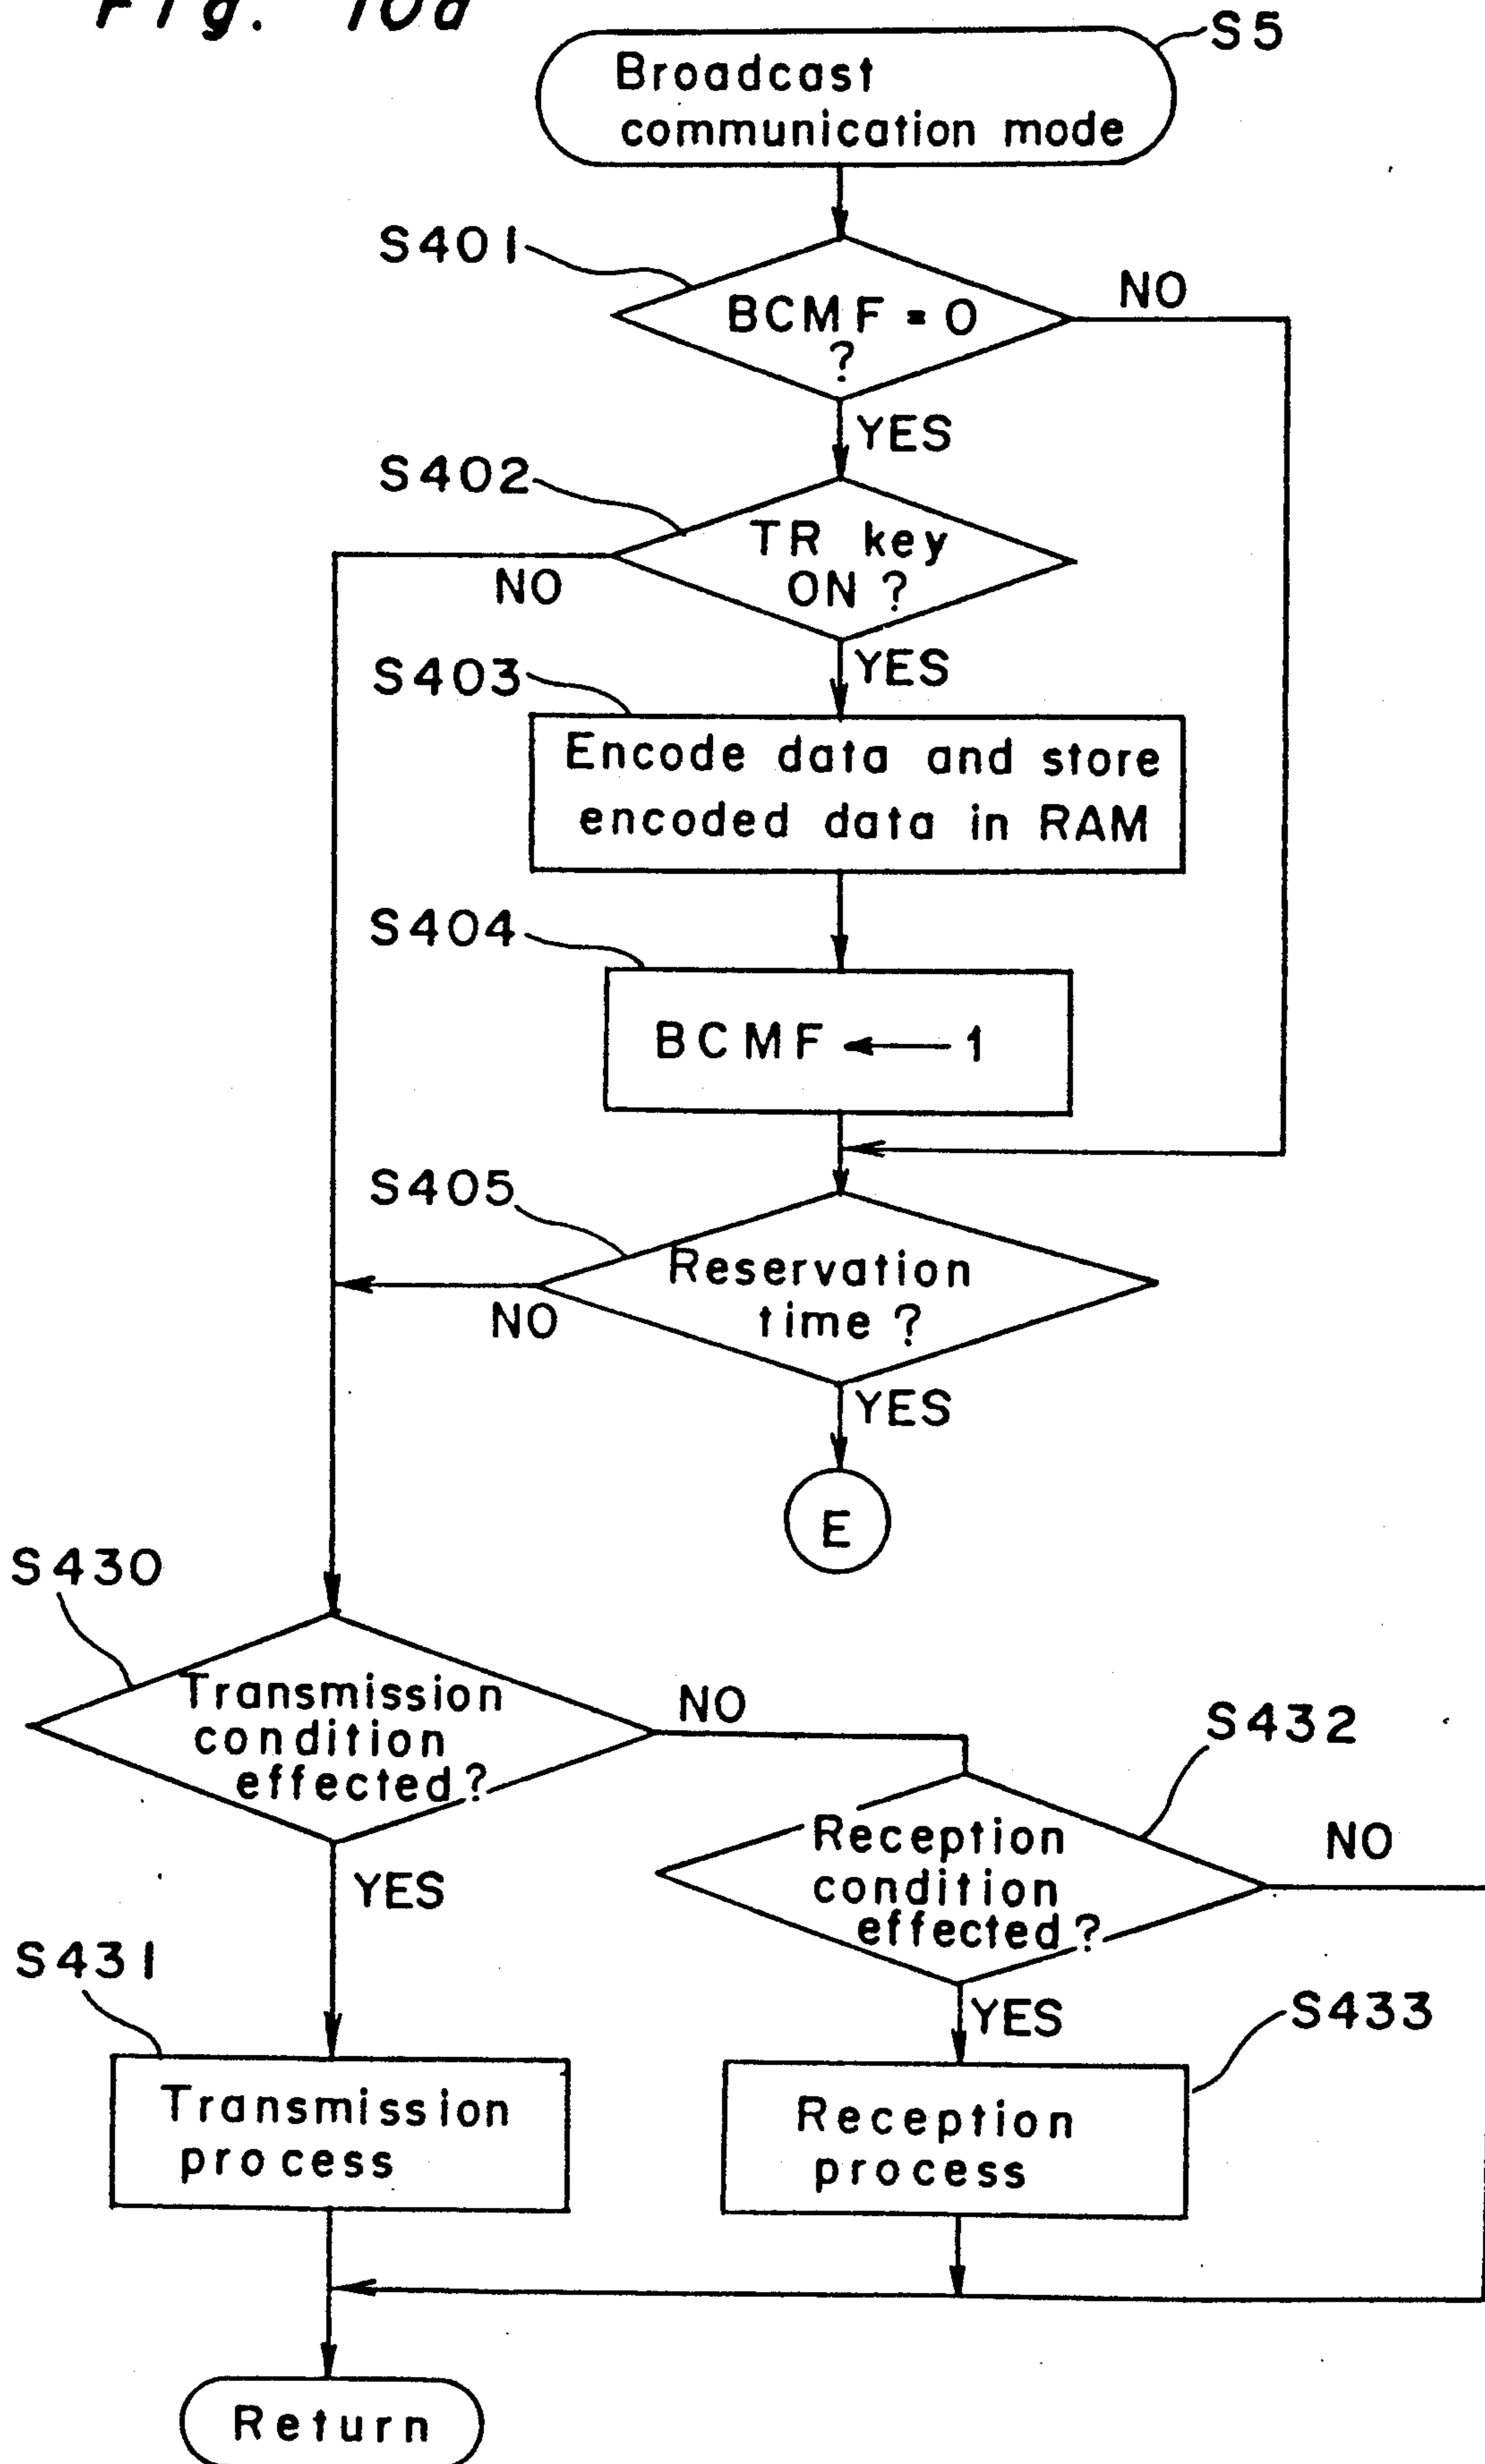 Fig. 10a
S5
Broadcast
communication mode
S401
BCMF = 0
?
NO
YES
S402
TR key
ON ?
NO
YES
S403
Encode data and store
encoded data in RAM
S404
BCMF ← 1
S405
Reservation
time ?
NO
YES
E
S430
Transmission
condition
effected ?
NO
YES
S432
Reception
condition
effected ?
NO
YES
S431
Transmission
process
S433
Reception
process
Return